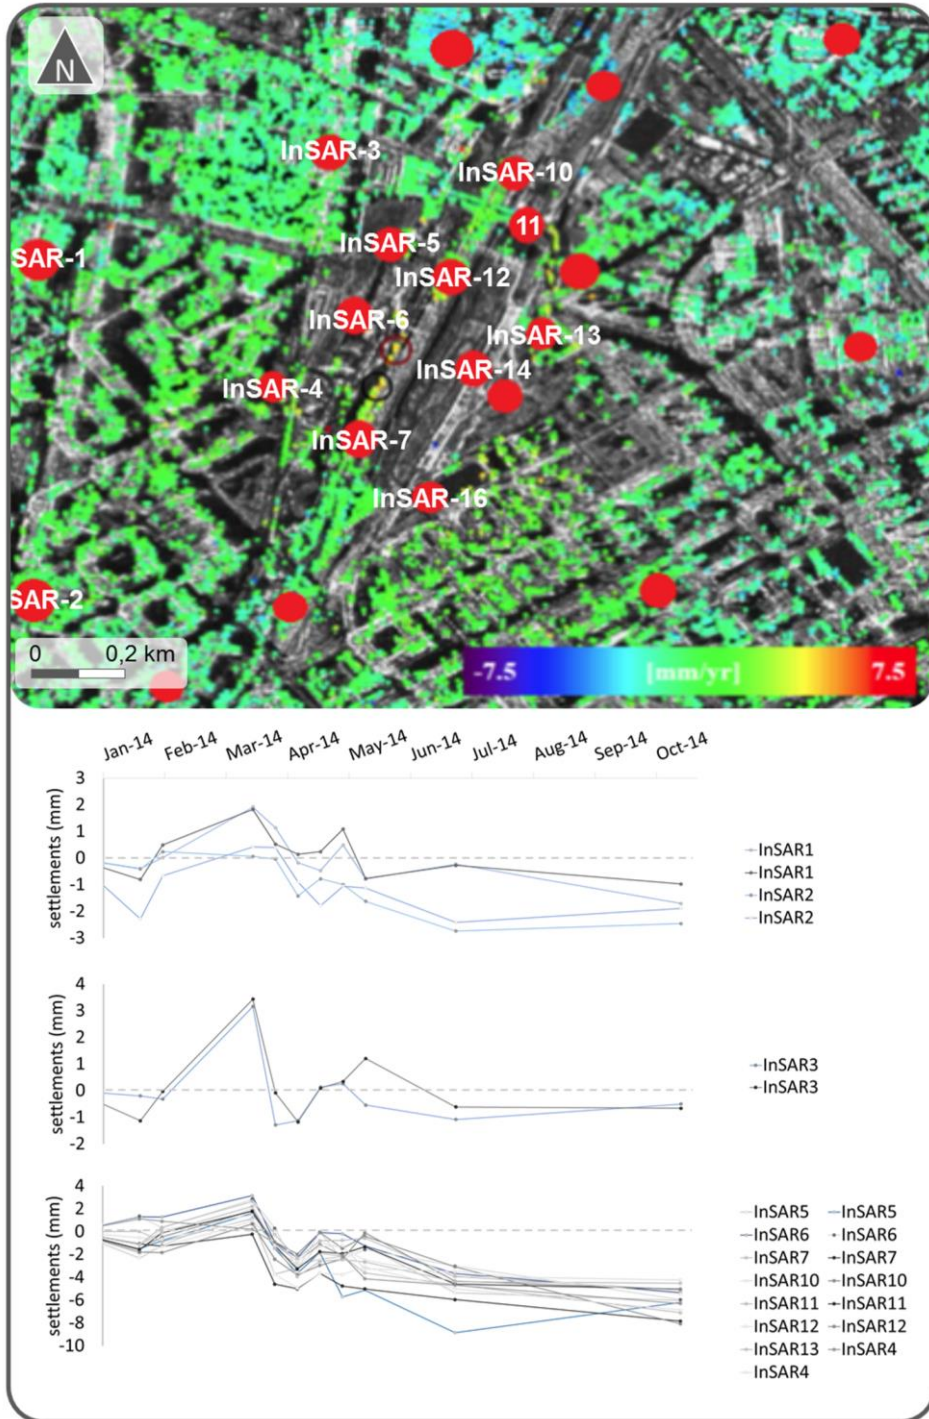 N
InSAR-3
InSAR-10
11
InSAR-5
SAR-1
InSAR-12
InSAR-6
InSAR-13
InSAR-14
InSAR-4
InSAR-7
InSAR-16
SAR-2
0 0,2 km
-7.5 [mm/yr] 7.5
Jan-14 Feb-14 Mar-14 Apr-14 May-14 Jun-14 Jul-14 Aug-14 Sep-14 Oct-14
settlements (mm)
3
2
1
0
-1
-2
-3
InSAR1
InSAR1
InSAR2
InSAR2
settlements (mm)
4
3
2
1
0
-1
-2
InSAR3
InSAR3
settlements (mm)
4
2
0
-2
-4
-6
-8
-10
InSAR5 InSAR5
InSAR6 InSAR6
InSAR7 InSAR7
InSAR10 InSAR10
InSAR11 InSAR11
InSAR12 InSAR12
InSAR13 InSAR4
InSAR4